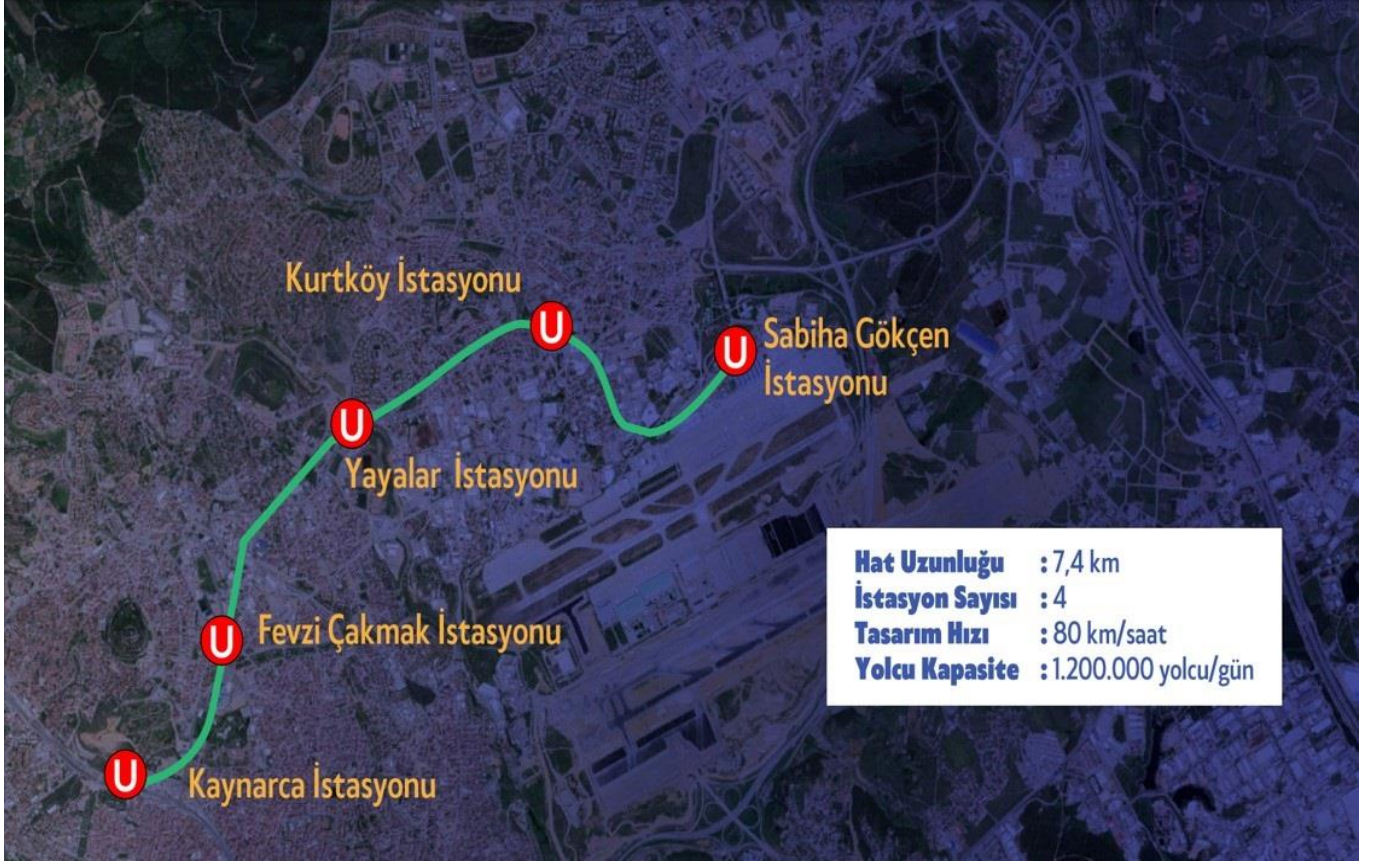 Kurtköy İstasyonu
U
U
Sabiha Gökçen
İstasyonu
U
Yayalar İstasyonu
U
Fevzi Çakmak İstasyonu
U
Kaynarca İstasyonu
Hat Uzunluğu : 7,4 km
İstasyon Sayısı : 4
Tasarım Hızı : 80 km/saat
Yolcu Kapasite : 1.200.000 yolcu/gün